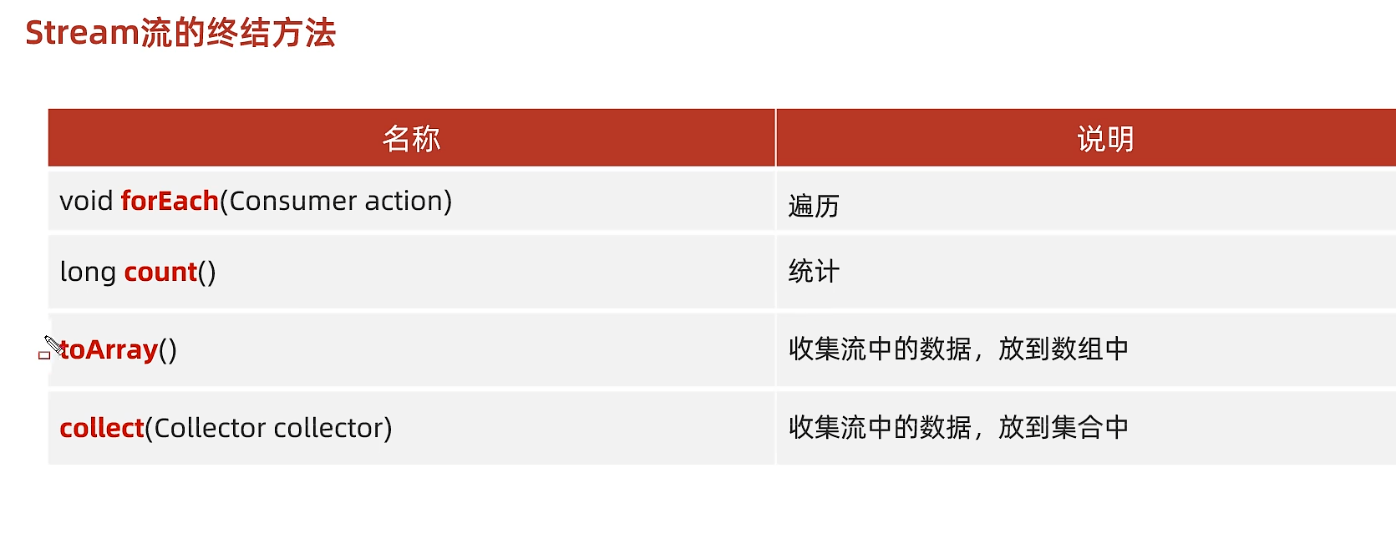 Stream流的终结方法
名称 说明
void forEach(Consumer action) 遍历
long count() 统计
toArray() 收集流中的数据，放到数组中
collect(Collector collector) 收集流中的数据，放到集合中